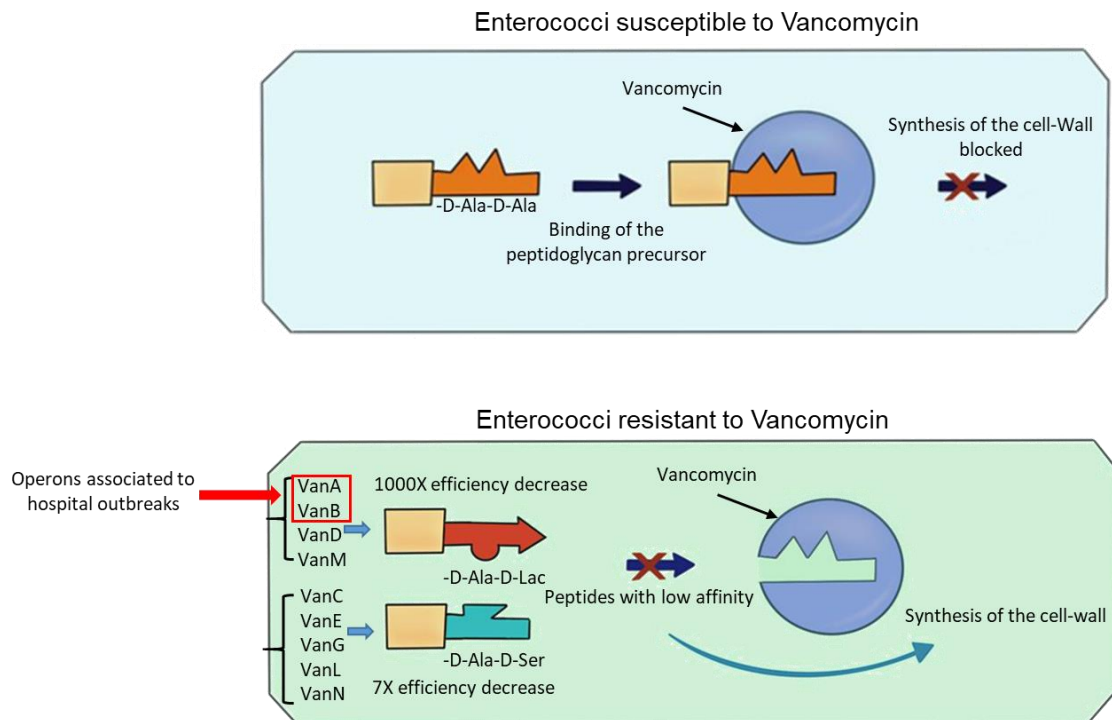 Enterococci susceptible to Vancomycin
Vancomycin
Synthesis of the cell-Wall
blocked
-D-Ala-D-Ala
Binding of the
peptidoglycan precursor
Enterococci resistant to Vancomycin
Operons associated to
hospital outbreaks
VanA
VanB
VanD
VanM
1000X efficiency decrease
-D-Ala-D-Lac
Vancomycin
Peptides with low affinity
Synthesis of the cell-wall
VanC
VanE
VanG
VanL
VanN
-D-Ala-D-Ser
7X efficiency decrease